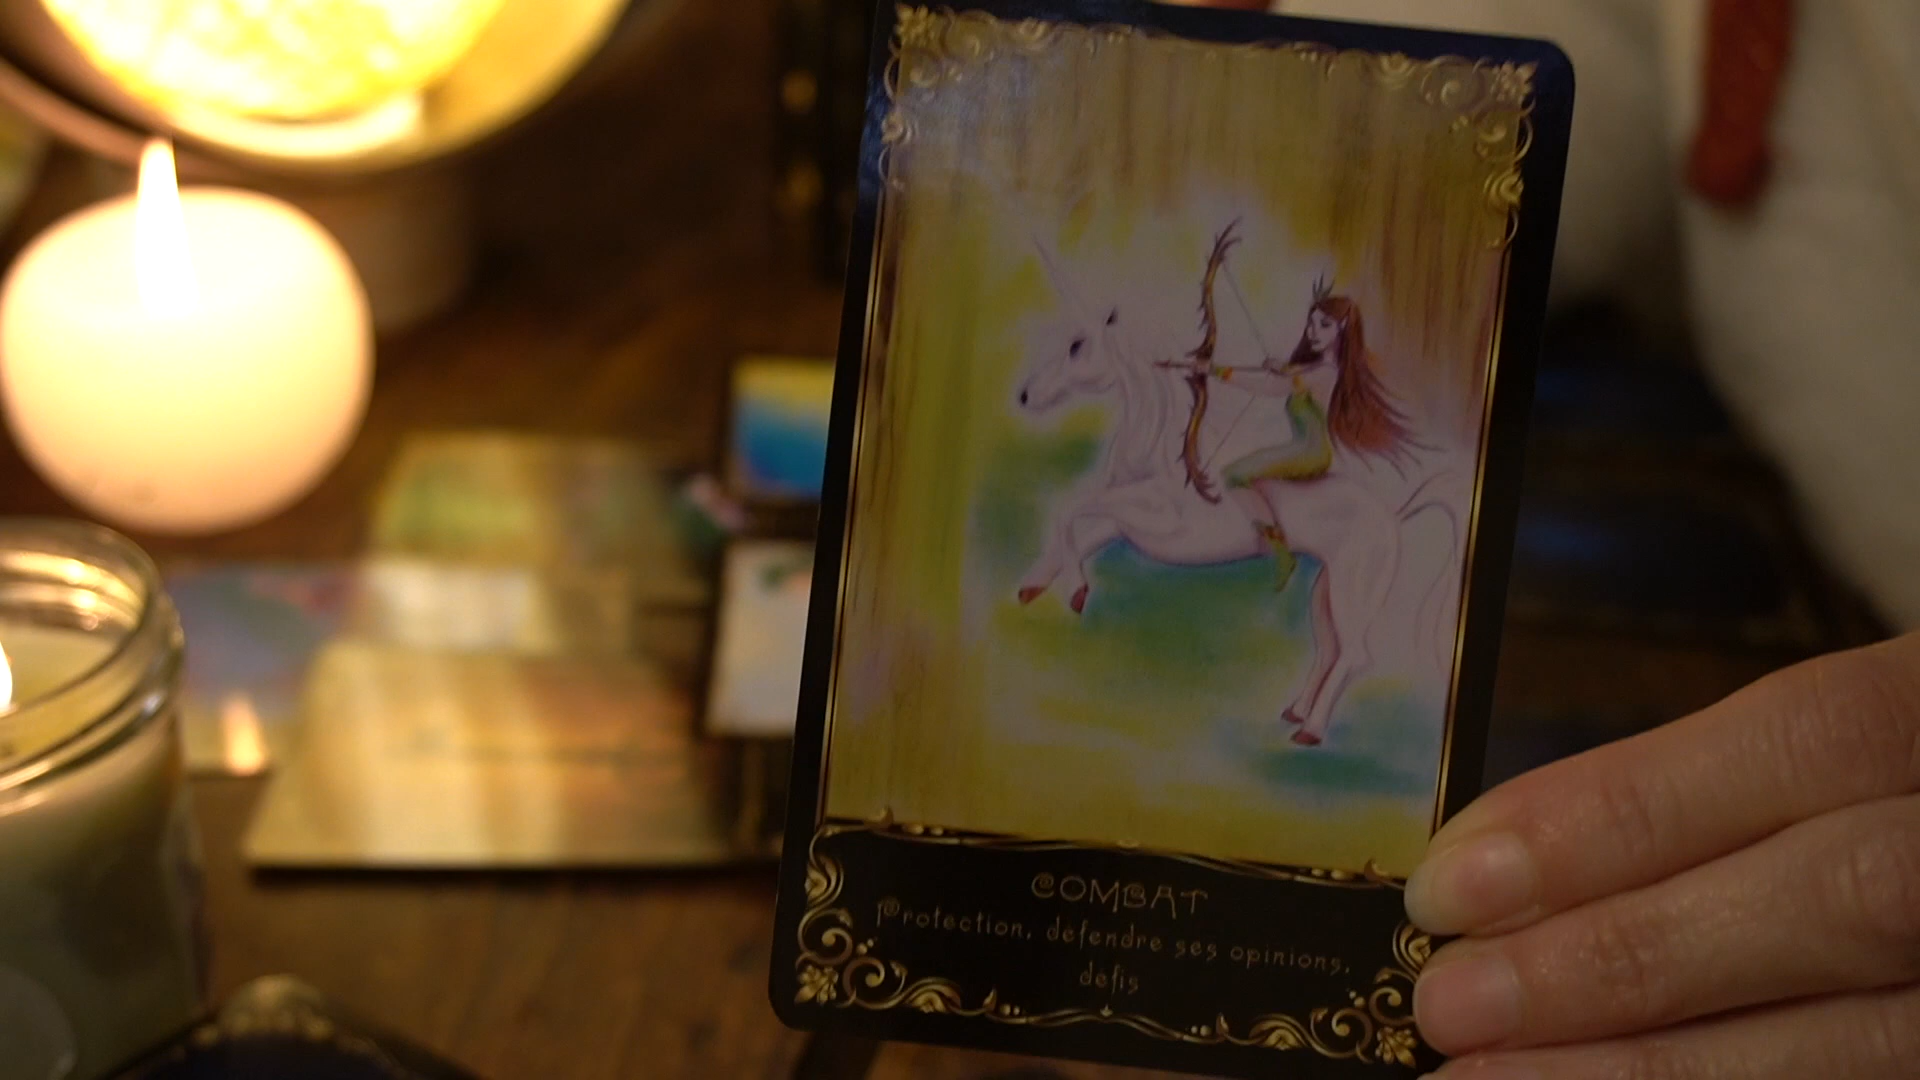 COMBAT
Protection, défendre ses opinions,
défis